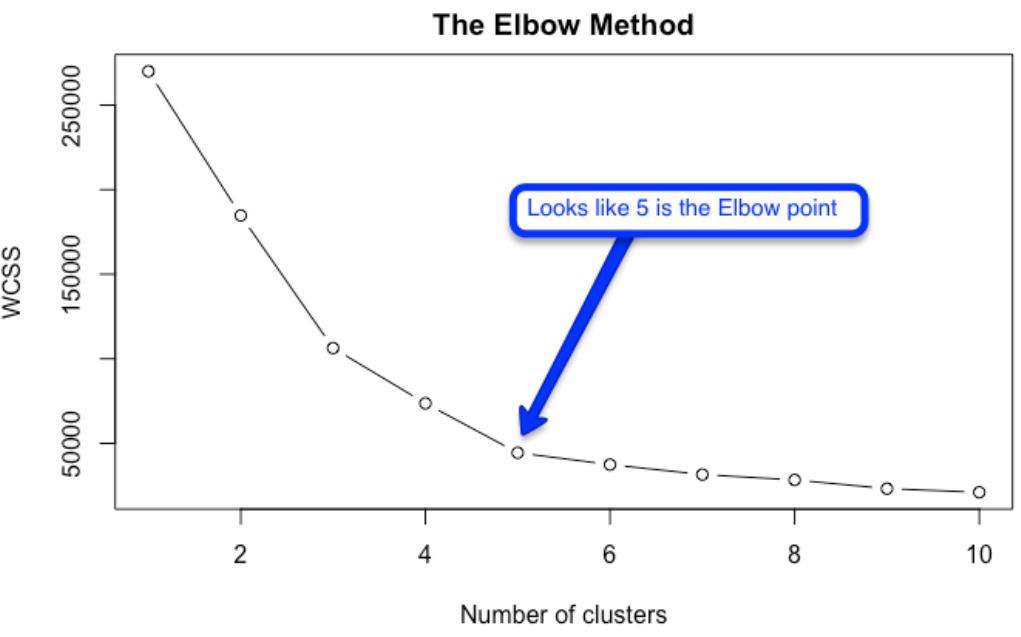 The Elbow Method
250000
150000
50000
WCSS
Looks like 5 is the Elbow point
2 4 6 8 10
Number of clusters